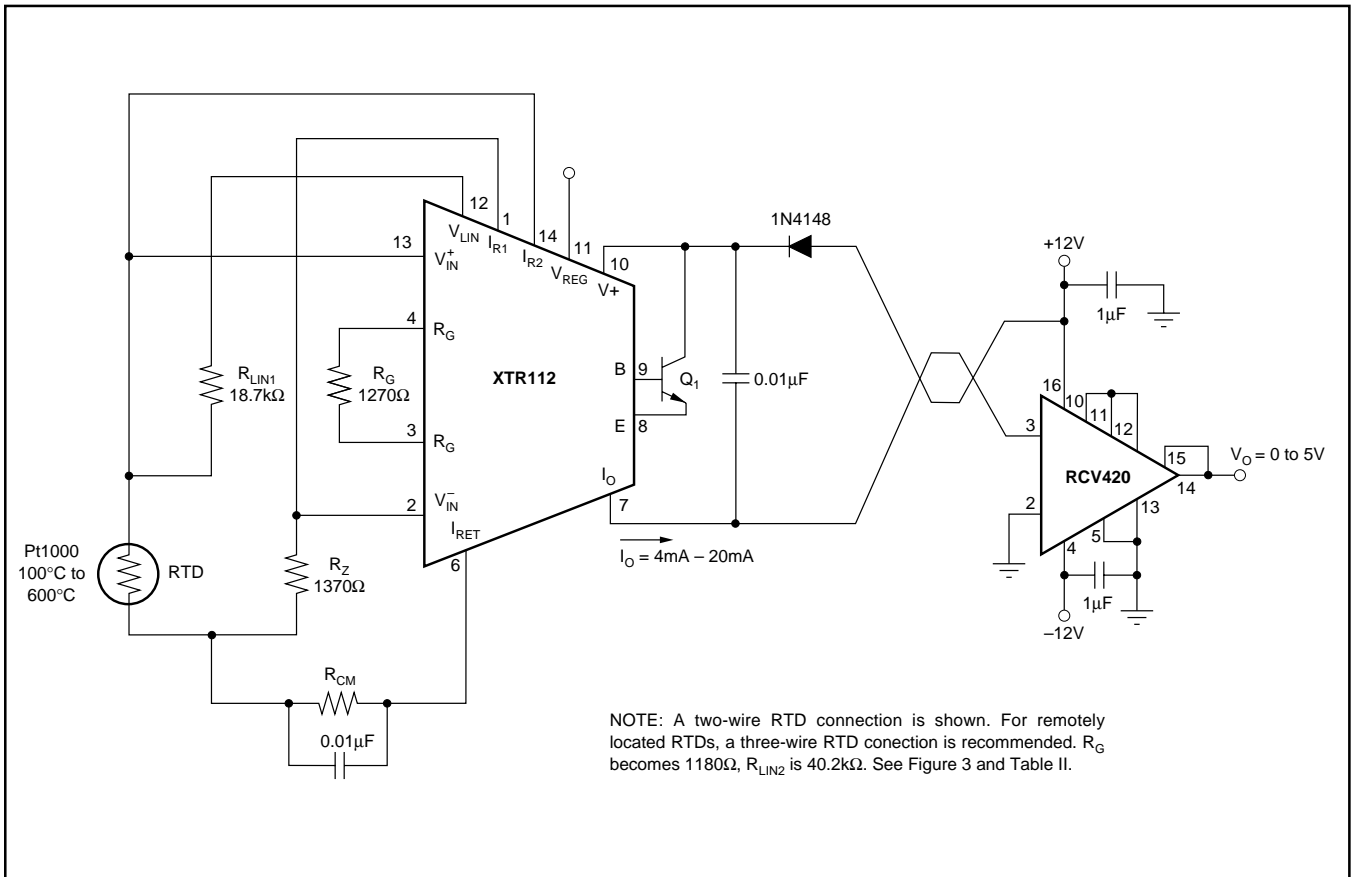 12
1
14
11
10
13
V_LIN
I_R1
I_R2
V_REG
V+
V_IN^+
4
R_G
R_LIN1
18.7kΩ
R_G
1270Ω
XTR112
3
R_G
B
9
Q_1
E
8
0.01µF
1N4148
I_O
7
V_IN^–
2
I_RET
6
I_O = 4mA – 20mA
Pt1000
100°C to
600°C
RTD
R_Z
1370Ω
R_CM
0.01µF
+12V
1µF
16
10
11
12
3
15
RCV420
14
V_O = 0 to 5V
2
13
5
4
1µF
–12V
NOTE: A two-wire RTD connection is shown. For remotely
located RTDs, a three-wire RTD conection is recommended. R_G
becomes 1180Ω, R_LIN2 is 40.2kΩ. See Figure 3 and Table II.